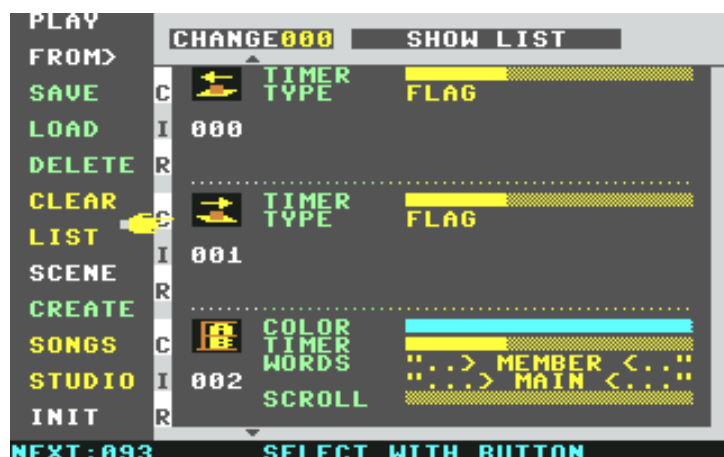 PLAY
FROM>
SAVE
LOAD
DELETE
CLEAR
LIST
SCENE
CREATE
SONGS
STUDIO
INIT
CHANGE000 SHOW LIST
C TIMER
TYPE FLAG
I 000
R
C TIMER
TYPE FLAG
I 001
R
COLOR
C TIMER
WORDS "..> MEMBER <.."
I 002 "...> MAIN <..."
SCROLL
R
NEXT:093 SELECT WITH BUTTON